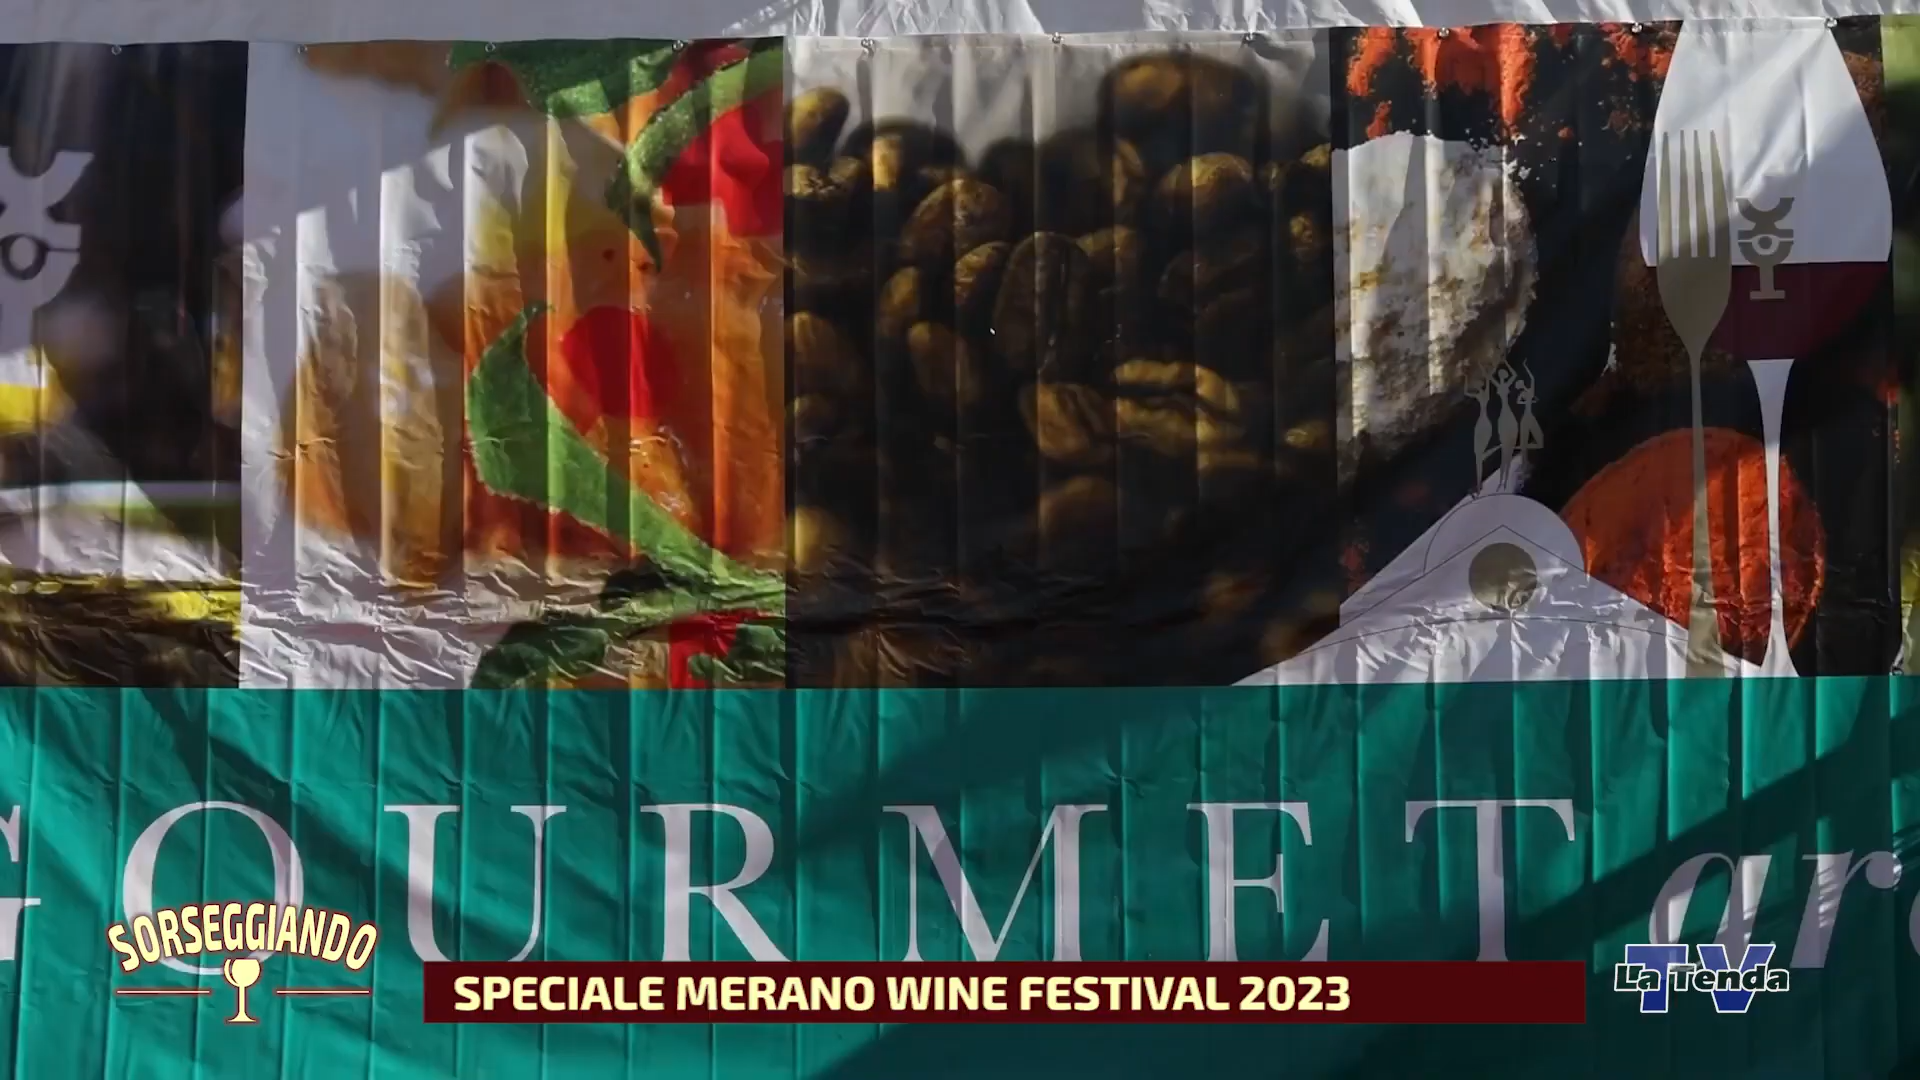 GOURMET
SORSEGGIANDO
SPECIALE MERANO WINE FESTIVAL 2023
La Tenda TV